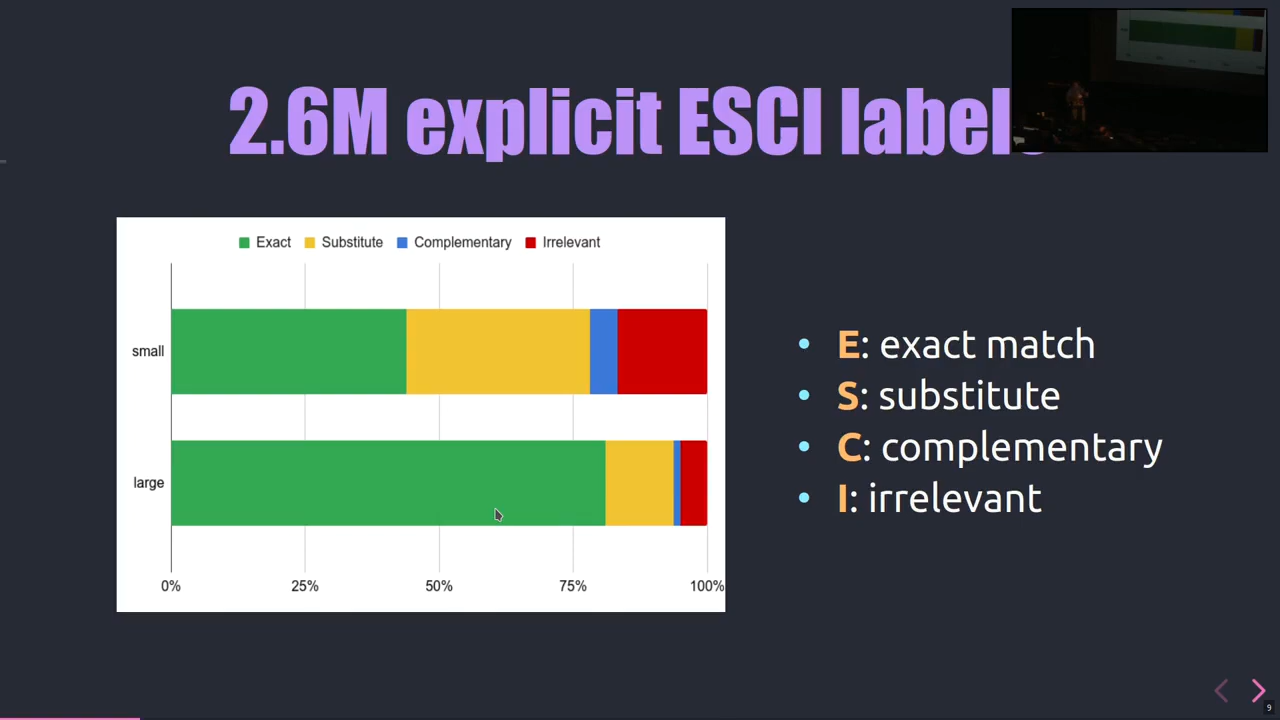 2.6M explicit ESCI label
Exact Substitute Complementary Irrelevant
small
large
0% 25% 50% 75% 100%
E: exact match
S: substitute
C: complementary
I: irrelevant
9